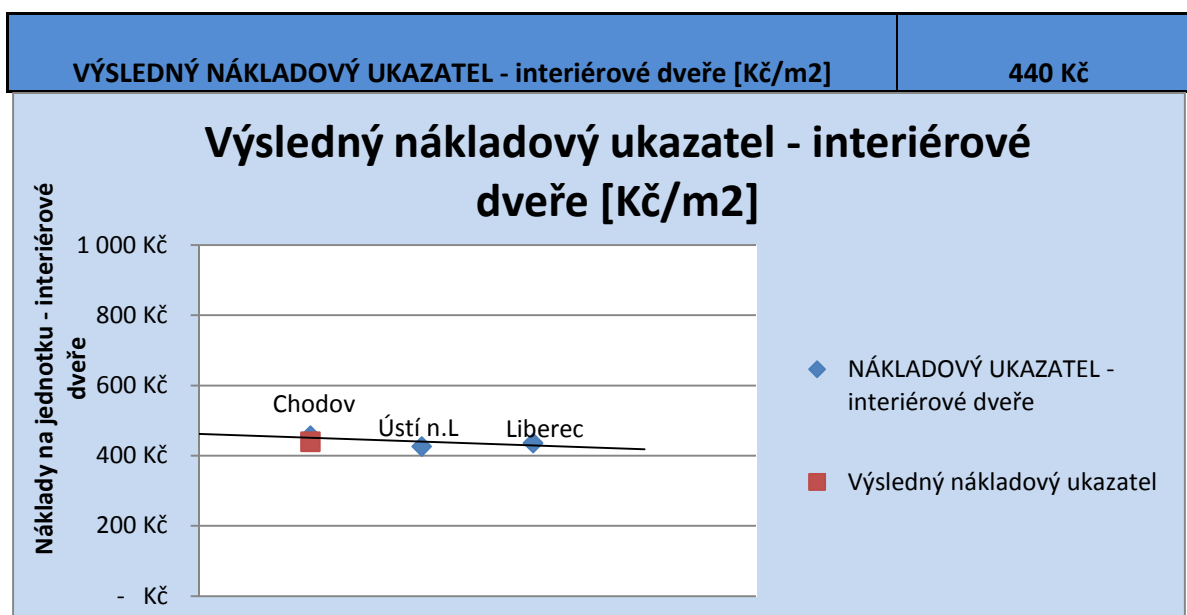 VÝSLEDNÝ NÁKLADOVÝ UKAZATEL - interiérové dveře [Kč/m2] 440 Kč
Výsledný nákladový ukazatel - interiérové
dveře [Kč/m2]
Náklady na jednotku - interiérové
dveře
1 000 Kč
800 Kč
600 Kč
400 Kč
200 Kč
- Kč
Chodov
Ústí n.L
Liberec
NÁKLADOVÝ UKAZATEL -
interiérové dveře
Výsledný nákladový ukazatel